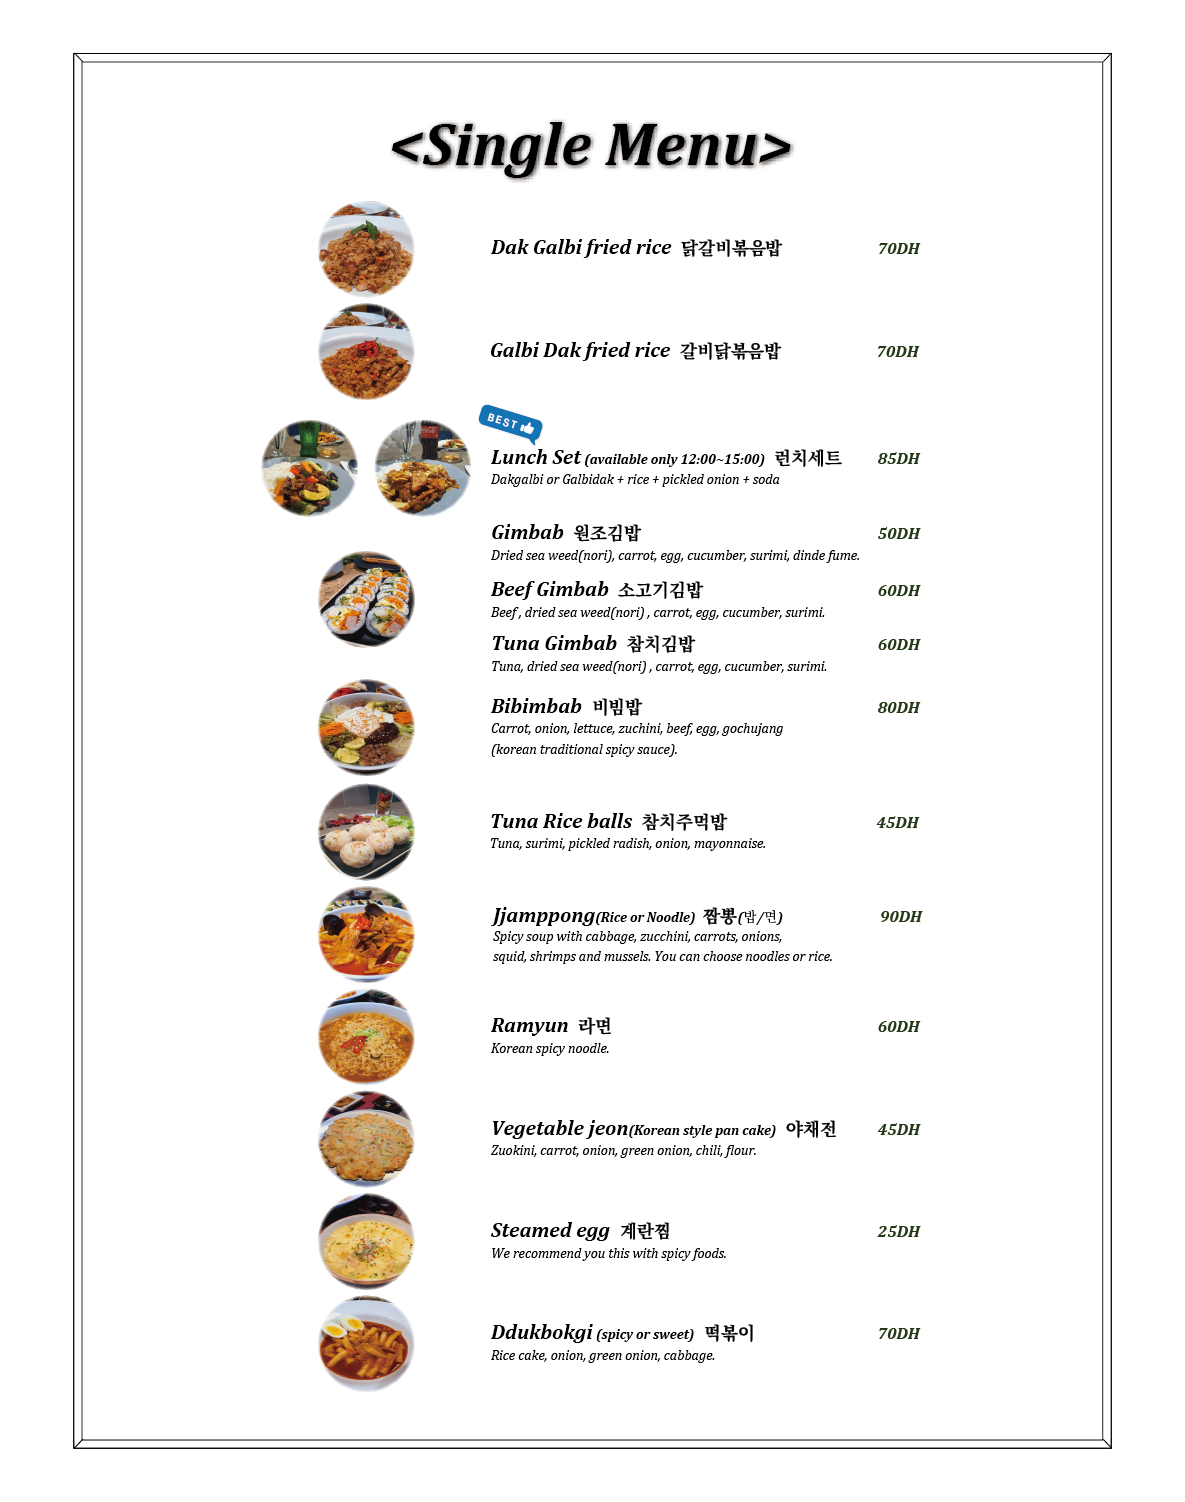 <Single Menu>
Dak Galbi fried rice 닭갈비볶음밥 70DH
Galbi Dak fried rice 갈비닭볶음밥 70DH
BEST
Lunch Set (available only 12:00~15:00) 런치세트 85DH
Dakgalbi or Galbidak + rice + pickled onion + soda
Gimbab 원조김밥 50DH
Dried sea weed(nori), carrot, egg, cucumber, surimi, dinde fume.
Beef Gimbab 소고기김밥 60DH
Beef , dried sea weed(nori) , carrot, egg, cucumber, surimi.
Tuna Gimbab 참치김밥 60DH
Tuna, dried sea weed(nori) , carrot, egg, cucumber, surimi.
Bibimbab 비빔밥 80DH
Carrot, onion, lettuce, zuchini, beef, egg, gochujang
(korean traditional spicy sauce).
Tuna Rice balls 참치주먹밥 45DH
Tuna, surimi, pickled radish, onion, mayonnaise.
Jjamppong(Rice or Noodle) 짬뽕(밥/면) 90DH
Spicy soup with cabbage, zucchini, carrots, onions,
squid, shrimps and mussels. You can choose noodles or rice.
Ramyun 라면 60DH
Korean spicy noodle.
Vegetable jeon(Korean style pan cake) 야채전 45DH
Zuokini, carrot, onion, green onion, chili, flour.
Steamed egg 계란찜 25DH
We recommend you this with spicy foods.
Ddukbokgi (spicy or sweet) 떡볶이 70DH
Rice cake, onion, green onion, cabbage.